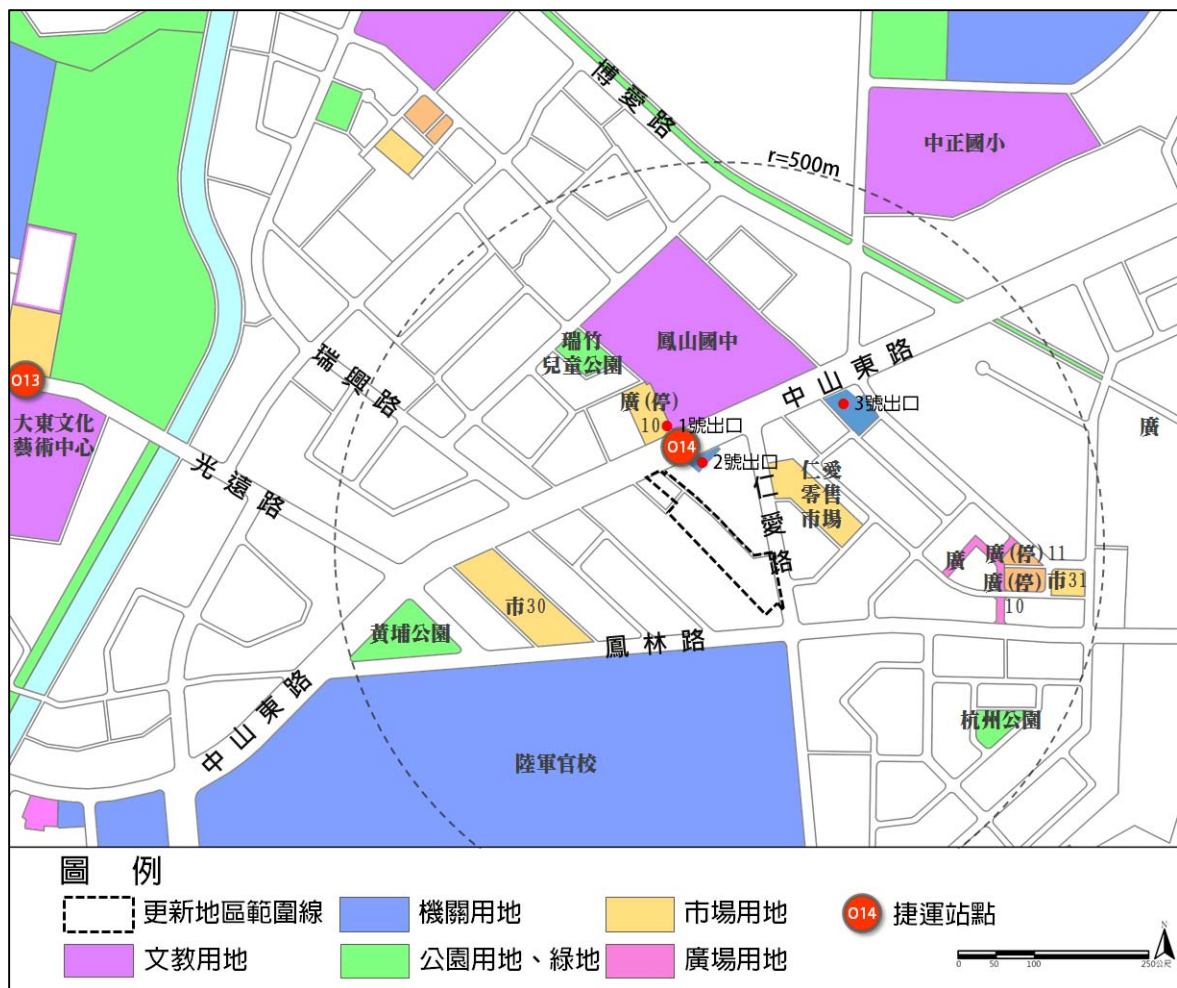 博愛路
r=500m
中正國小
瑞竹
兒童公園
鳳山國中
瑞興路
中山東路
3號出口
廣(停)
10
1號出口
O14
2號出口
O13
大東文化
藝術中心
光遠路
仁愛路
仁愛
零售
市場
廣
廣
廣(停)11
廣(停)
10
市31
市30
黃埔公園
鳳林路
杭州公園
中山東路
陸軍官校
圖 例
更新地區範圍線
機關用地
市場用地
O14
捷運站點
文教用地
公園用地、綠地
廣場用地
N
0 50 100 250公尺